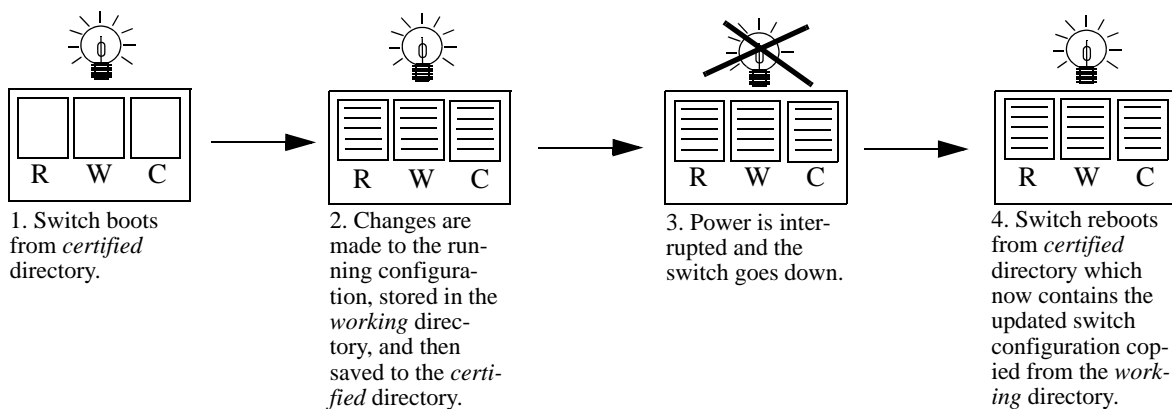 R W C
1. Switch boots
from certified
directory.
R W C
2. Changes are
made to the run-
ning configura-
tion, stored in the
working direc-
tory, and then
saved to the certi-
fied directory.
R W C
3. Power is inter-
rupted and the
switch goes down.
R W C
4. Switch reboots
from certified
directory which
now contains the
updated switch
configuration cop-
ied from the work-
ing directory.